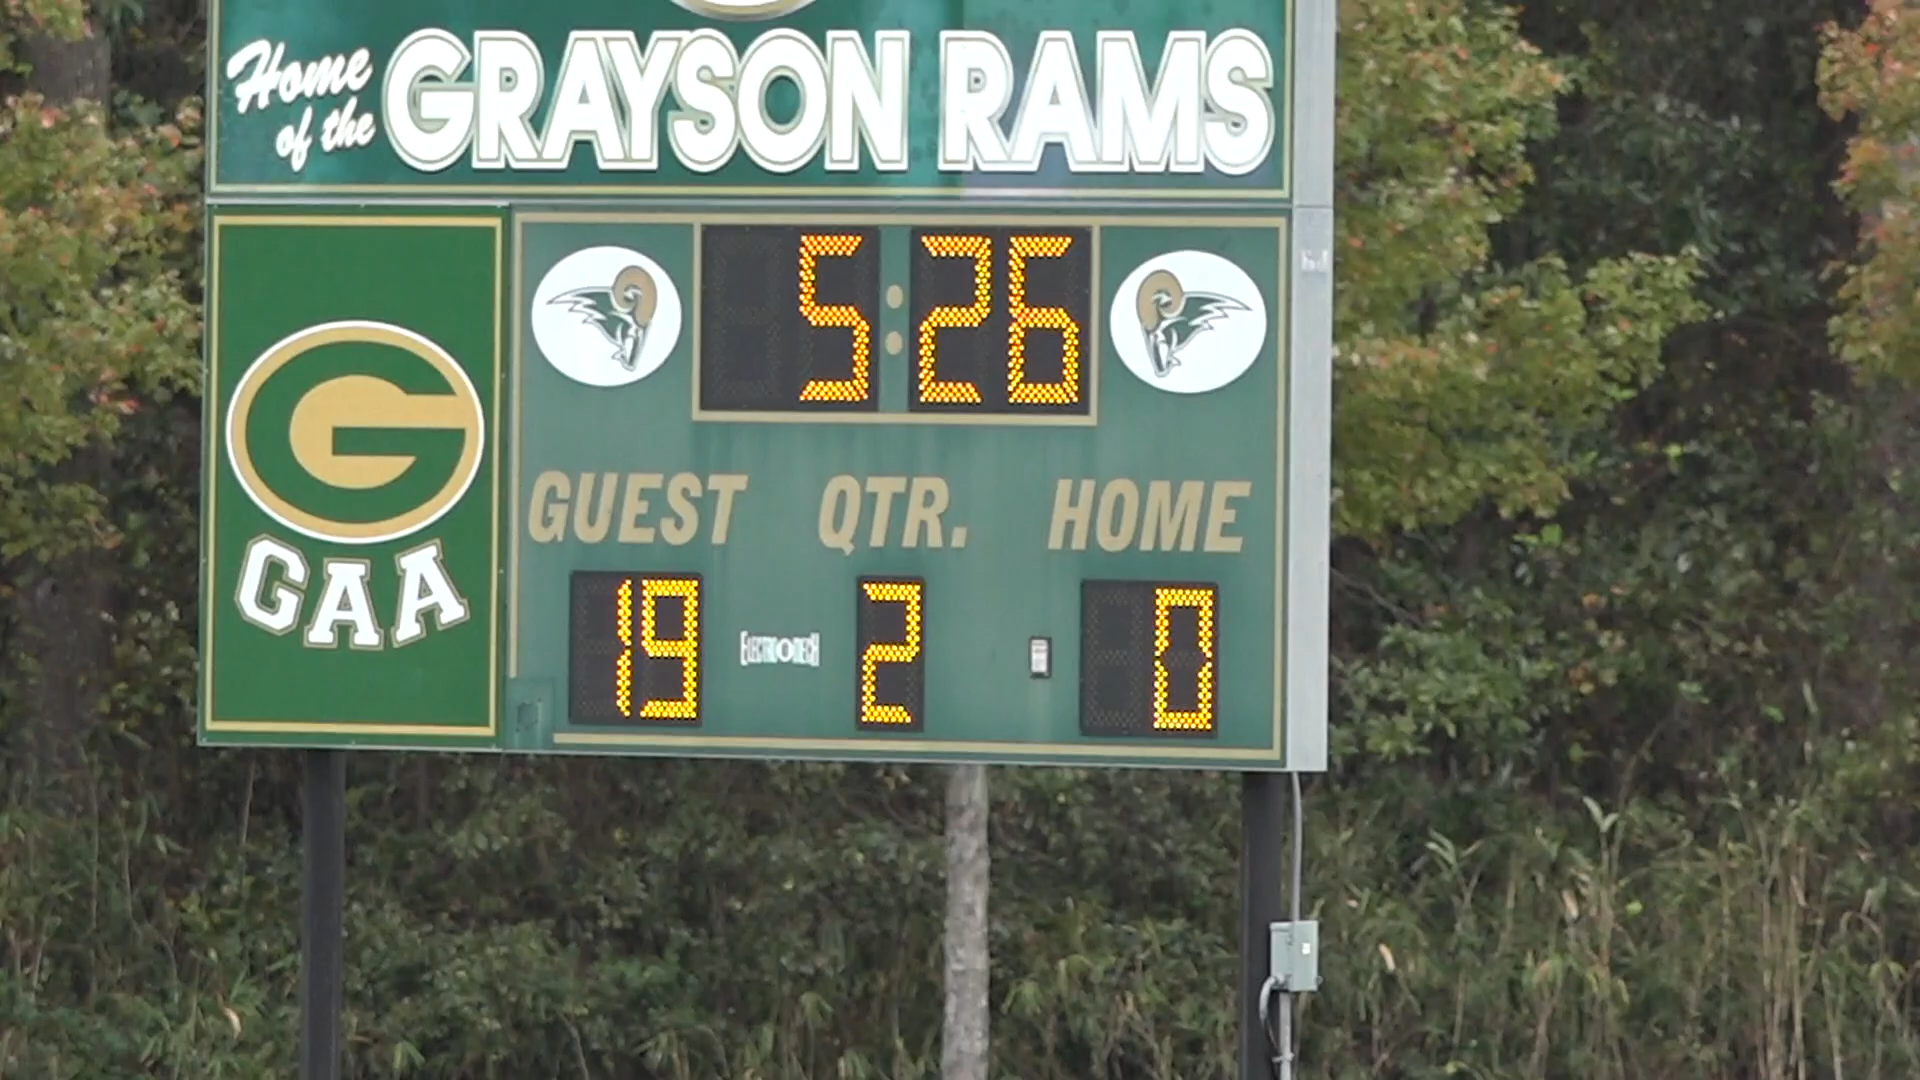 Home
of the
GRAYSON RAMS
5:26
G
GAA
GUEST QTR. HOME
19 2 0